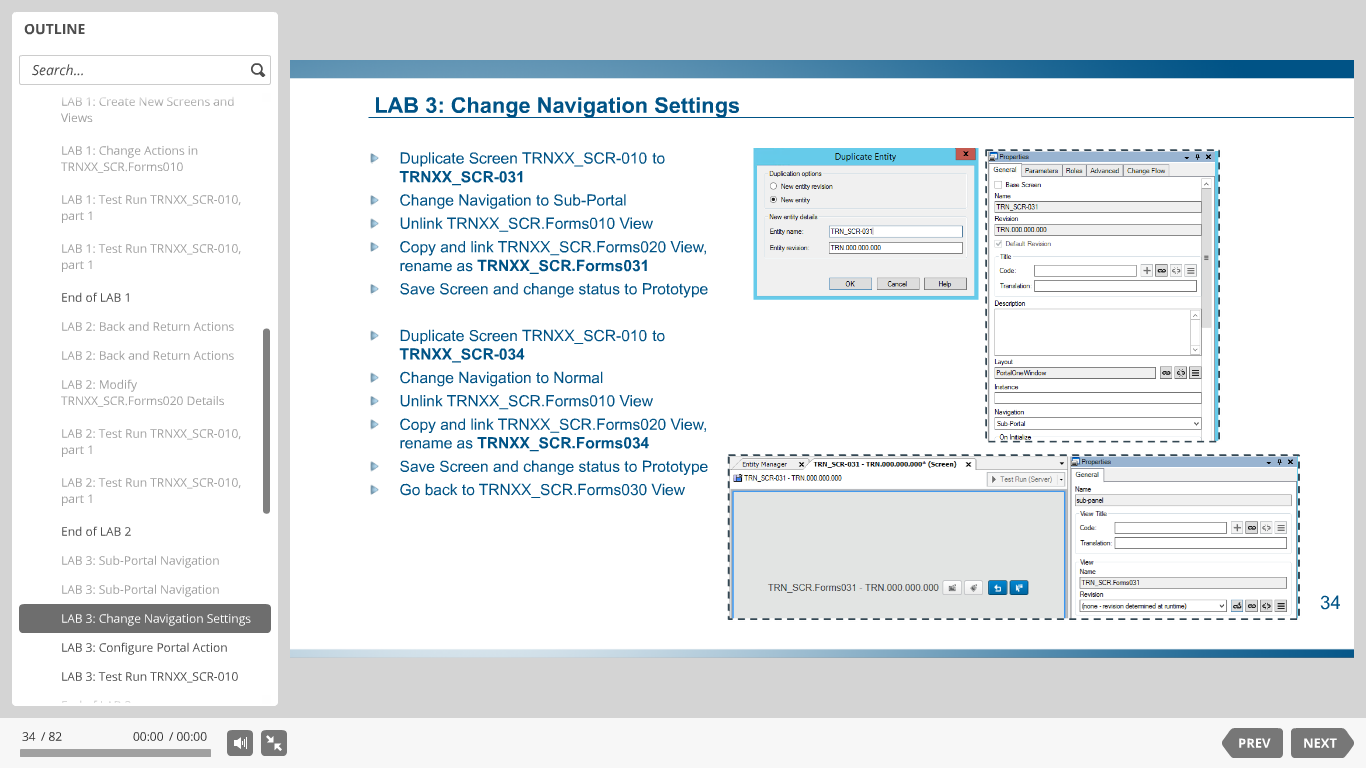 OUTLINE
Search...
LAB 1: Create New Screens and
Views
LAB 1: Change Actions in
TRNXX_SCR.Forms010
LAB 1: Test Run TRNXX_SCR-010,
part 1
LAB 1: Test Run TRNXX_SCR-010,
part 1
End of LAB 1
LAB 2: Back and Return Actions
LAB 2: Back and Return Actions
LAB 2: Modify
TRNXX_SCR.Forms020 Details
LAB 2: Test Run TRNXX_SCR-010,
part 1
LAB 2: Test Run TRNXX_SCR-010,
part 1
End of LAB 2
LAB 3: Sub-Portal Navigation
LAB 3: Sub-Portal Navigation
LAB 3: Change Navigation Settings
LAB 3: Configure Portal Action
LAB 3: Test Run TRNXX_SCR-010
LAB 3: Change Navigation Settings
Duplicate Screen TRNXX_SCR-010 to
TRNXX_SCR-031
Change Navigation to Sub-Portal
Unlink TRNXX_SCR.Forms010 View
Copy and link TRNXX_SCR.Forms020 View,
rename as TRNXX_SCR.Forms031
Save Screen and change status to Prototype
Duplicate Screen TRNXX_SCR-010 to
TRNXX_SCR-034
Change Navigation to Normal
Unlink TRNXX_SCR.Forms010 View
Copy and link TRNXX_SCR.Forms020 View,
rename as TRNXX_SCR.Forms034
Save Screen and change status to Prototype
Go back to TRNXX_SCR.Forms030 View
Duplicate Entity
Duplication options
New entity revision
New entity
New entity details
Entity name: TRN_SCR-031
Entity revision: TRN.000.000.000
OK Cancel Help
Properties
General Parameters Roles Advanced Change Flow
Base Screen
Name
TRN_SCR-031
Revision
TRN.000.000.000
Default Revision
Title
Code:
Translation:
Description
Layout
PortalOneWindow
Instance
Navigation
Sub-Portal
On Initialize
Entity Manager TRN_SCR-031 - TRN.000.000.000* (Screen)
TRN_SCR-031 - TRN.000.000.000 Test Run (Server)
TRN_SCR.Forms031 - TRN.000.000.000
Properties
General
Name
sub-panel
View Title
Code:
Translation:
View
Name
TRN_SCR.Forms031
Revision
(none - revision determined at runtime)
34
34 / 82 00:00 / 00:00
PREV NEXT